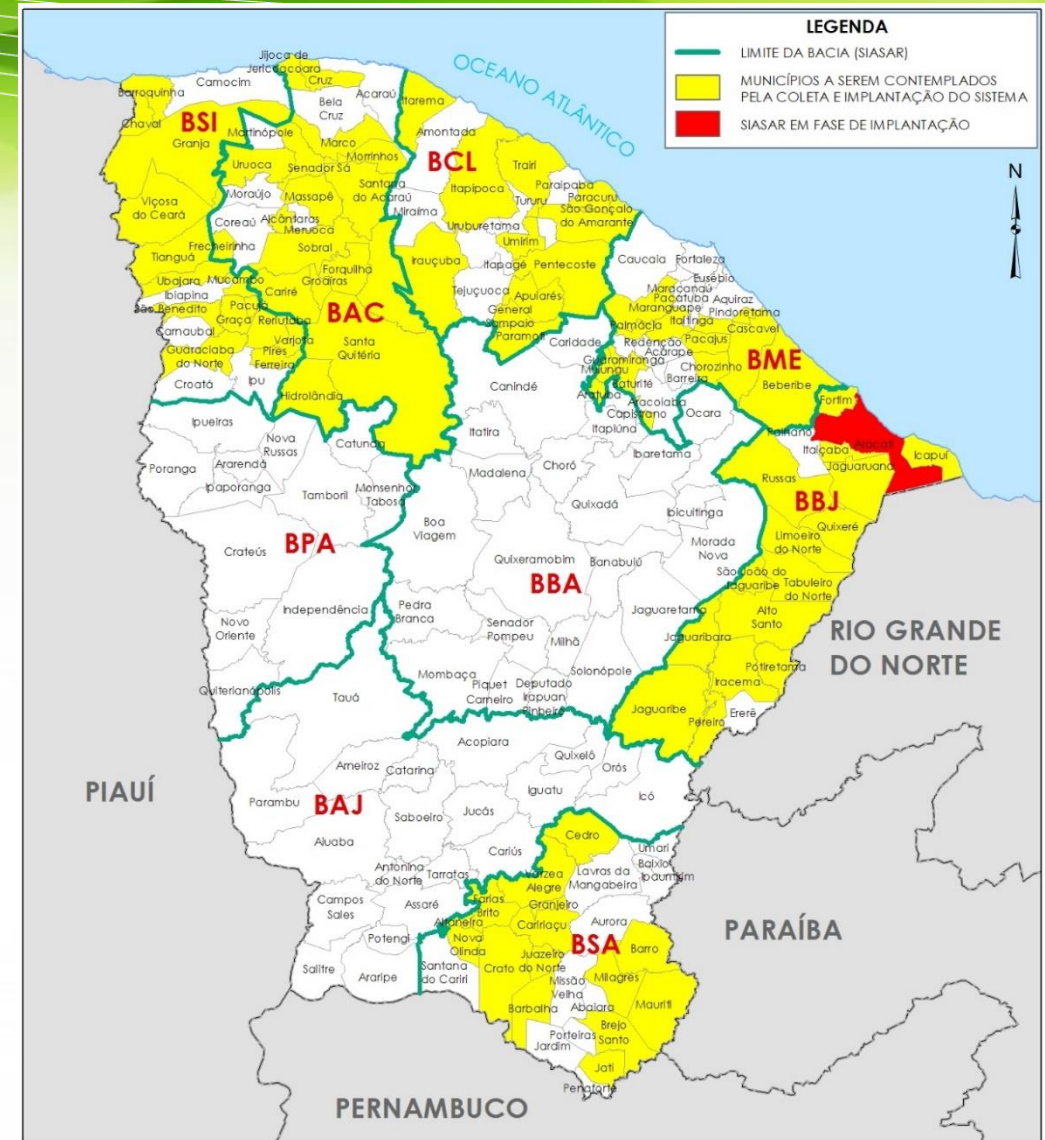 LEGENDA
LIMITE DA BACIA (SIASAR)
MUNICÍPIOS A SEREM CONTEMPLADOS
PELA COLETA E IMPLANTAÇÃO DO SISTEMA
SIASAR EM FASE DE IMPLANTAÇÃO
N
OCEANO ATLÂNTICO
Jijoca de
Jericoacoara
Cruz
Camocim
Barroquinha
Acaraú
Itarema
Bela
Cruz
Chaval
BSI
Granja
Martinópole
Marco
Amontada
BCL
Morrinhos
Trairi
Uruoca
Senador Sá
Santana
do Acaraú
Itapipoca
Paraipaba
Paracuru
Tururu
São Gonçalo
do Amarante
Moraújo
Massapê
Miraíma
Viçosa
do Ceará
Coreaú
Alcântaras
Meruoca
Uruburetama
Umirim
Frecheirinha
Sobral
Tianguá
Irauçuba
Itapagé
Pentecoste
Caucaia
Fortaleza
Eusébio
Forquilha
Groaíras
Ubajara
Mucambo
Cariré
Tejuçuoca
Apuiarés
Maracanaú
Pacatuba
Aquiraz
Ibiapina
Maranguape
Itaitinga
Pindoretama
São Benedito
Pacujá
Graça
Reriutaba
BAC
General
Sampaio
Paramoti
Palmácia
Pacajus
Cascavel
Carnaubal
Varjota
Santa
Quitéria
Caridade
Redenção
Acarape
BME
Guaraciaba
do Norte
Pires
Ferreira
Guaramiranga
Mulungu
Chorozinho
Croatá
Ipu
Canindé
Baturité
Barreira
Beberibe
Hidrolândia
Aratuba
Aracoiaba
Capistrano
Ocara
Fortim
Ipueiras
Catunda
Itatira
Itapiúna
Palhano
Aracati
Nova
Russas
Ibaretama
Itaiçaba
Icapuí
Poranga
Ararendá
Madalena
Choró
Jaguaruana
Ipaporanga
Monsenhor
Tabosa
Russas
Tamboril
Quixadá
Ibicuitinga
BBJ
Boa
Viagem
Quixeré
BPA
Morada
Nova
Limoeiro
do Norte
Crateús
Quixeramobim
Banabuiú
BBA
São João do
Jaguaribe
Tabuleiro
do Norte
Independência
Pedra
Branca
Jaguaretama
Alto
Santo
Novo
Oriente
Senador
Pompeu
Milhã
Jaguaribara
RIO GRANDE
DO NORTE
Mombaça
Solonópole
Potiretama
Quiterianópolis
Iracema
Tauá
Piquet
Carneiro
Deputado
Irapuan
Pinheiro
Jaguaribe
Pereiro
Ererê
Acopiara
Quixelô
Arneiroz
Catarina
Orós
PIAUÍ
Parambu
BAJ
Iguatu
Icó
Saboeiro
Jucás
Aiuaba
Cedro
Cariús
Umari
Baixio
Ipaumirim
Antonina
do Norte
Tarrafas
Várzea
Alegre
Lavras da
Mangabeira
Campos
Sales
Assaré
Farias
Brito
Granjeiro
Altaneira
Caririaçu
Aurora
PARAÍBA
Potengi
Nova
Olinda
BSA
Barro
Salitre
Araripe
Santana
do Cariri
Crato
Juazeiro
do Norte
Missão
Velha
Milagres
Barbalha
Abaiara
Mauriti
Brejo
Santo
Porteiras
Jardim
Jati
Penaforte
PERNAMBUCO